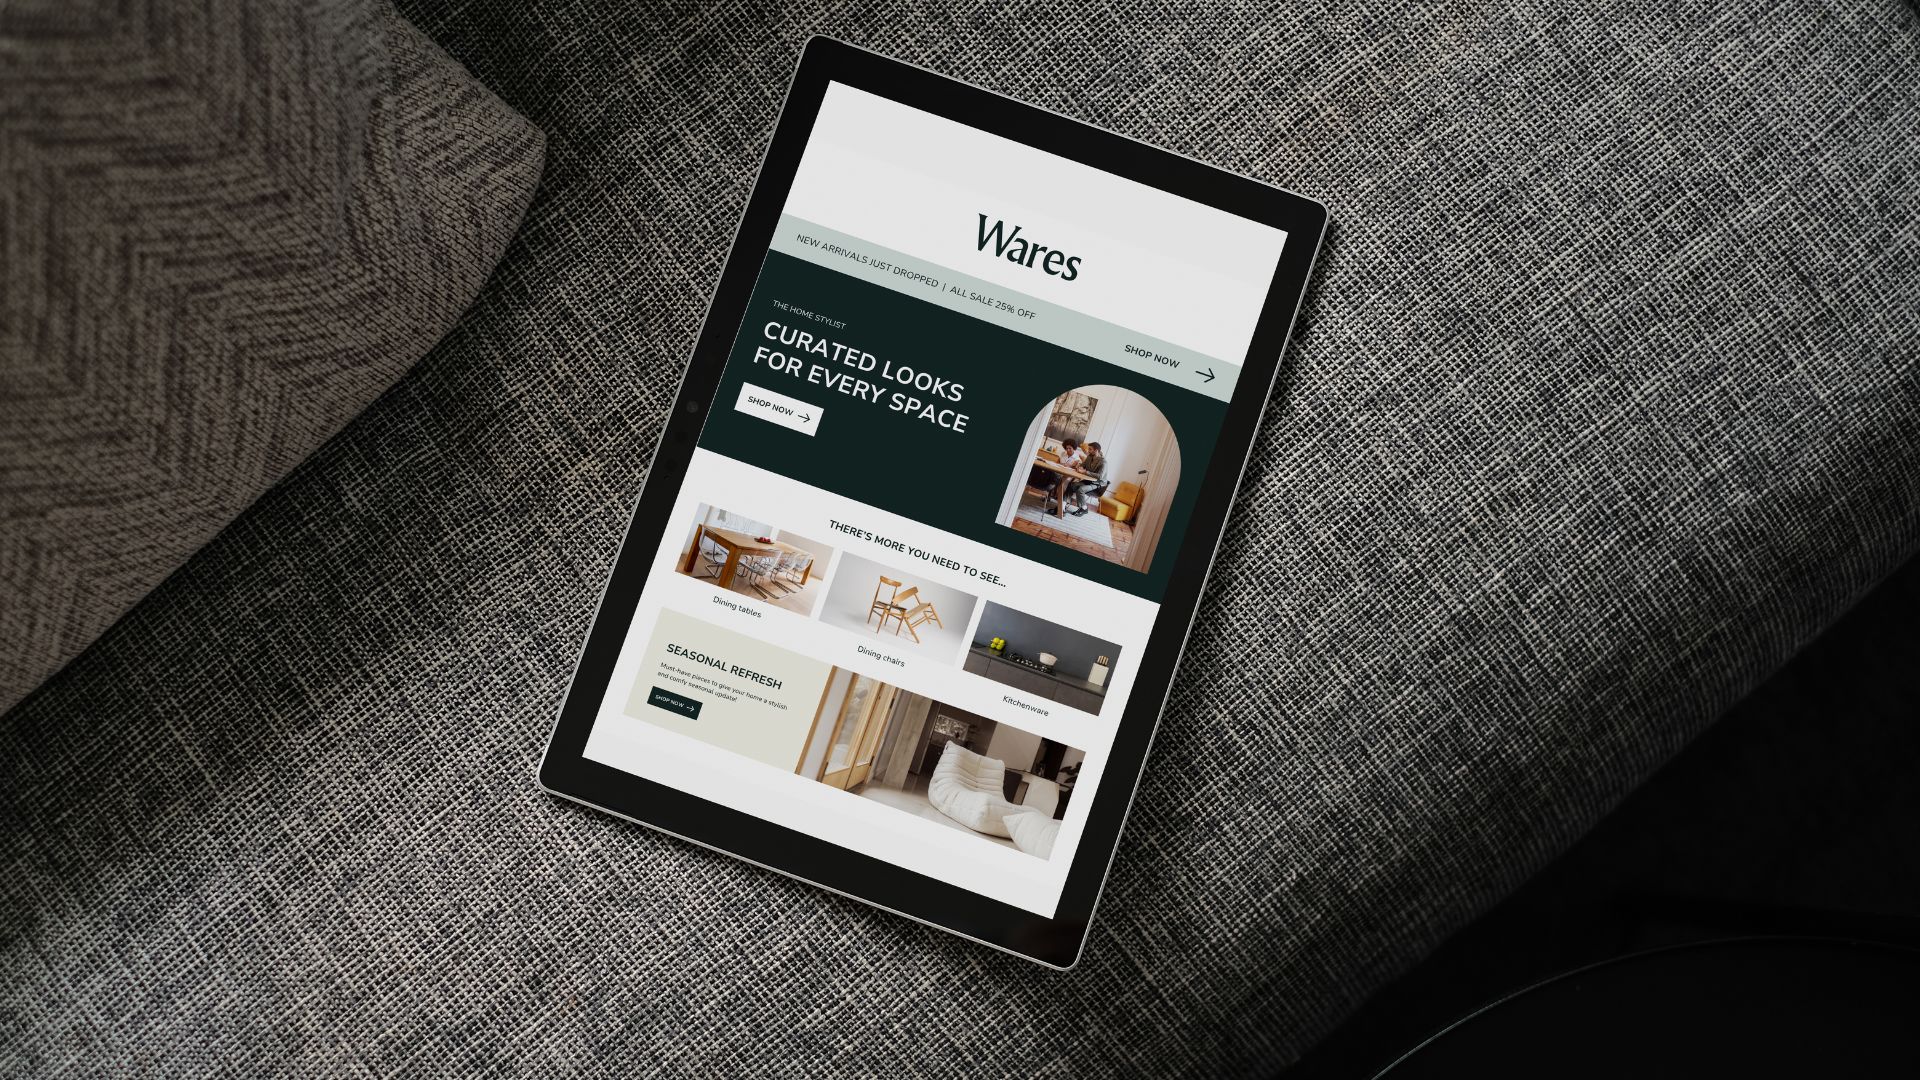 Wares
NEW ARRIVALS JUST DROPPED | ALL SALE 25% OFF
SHOP NOW →
THE HOME STYLIST
CURATED LOOKS
FOR EVERY SPACE
SHOP NOW →
THERE'S MORE YOU NEED TO SEE...
Dining tables
Dining chairs
Kitchenware
SEASONAL REFRESH
Must-have pieces to give your home a stylish
and comfy seasonal update!
SHOP NOW →